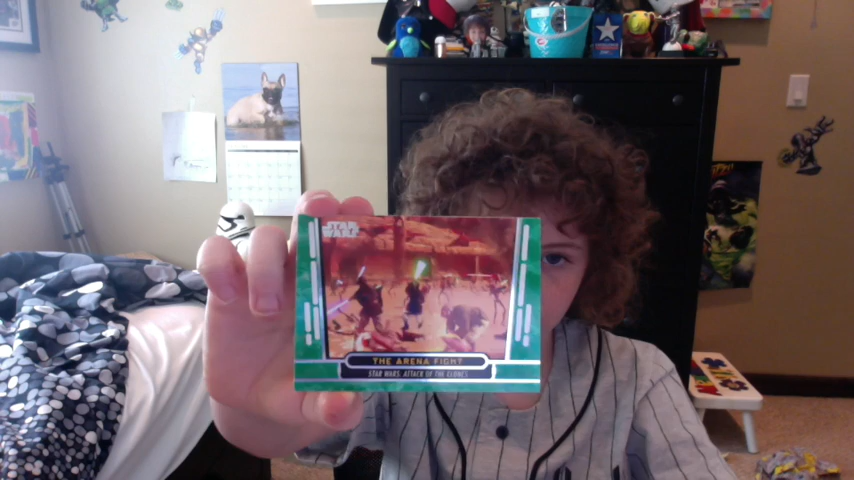 STAR
WARS
THE ARENA FIGHT
STAR WARS: ATTACK OF THE CLONES